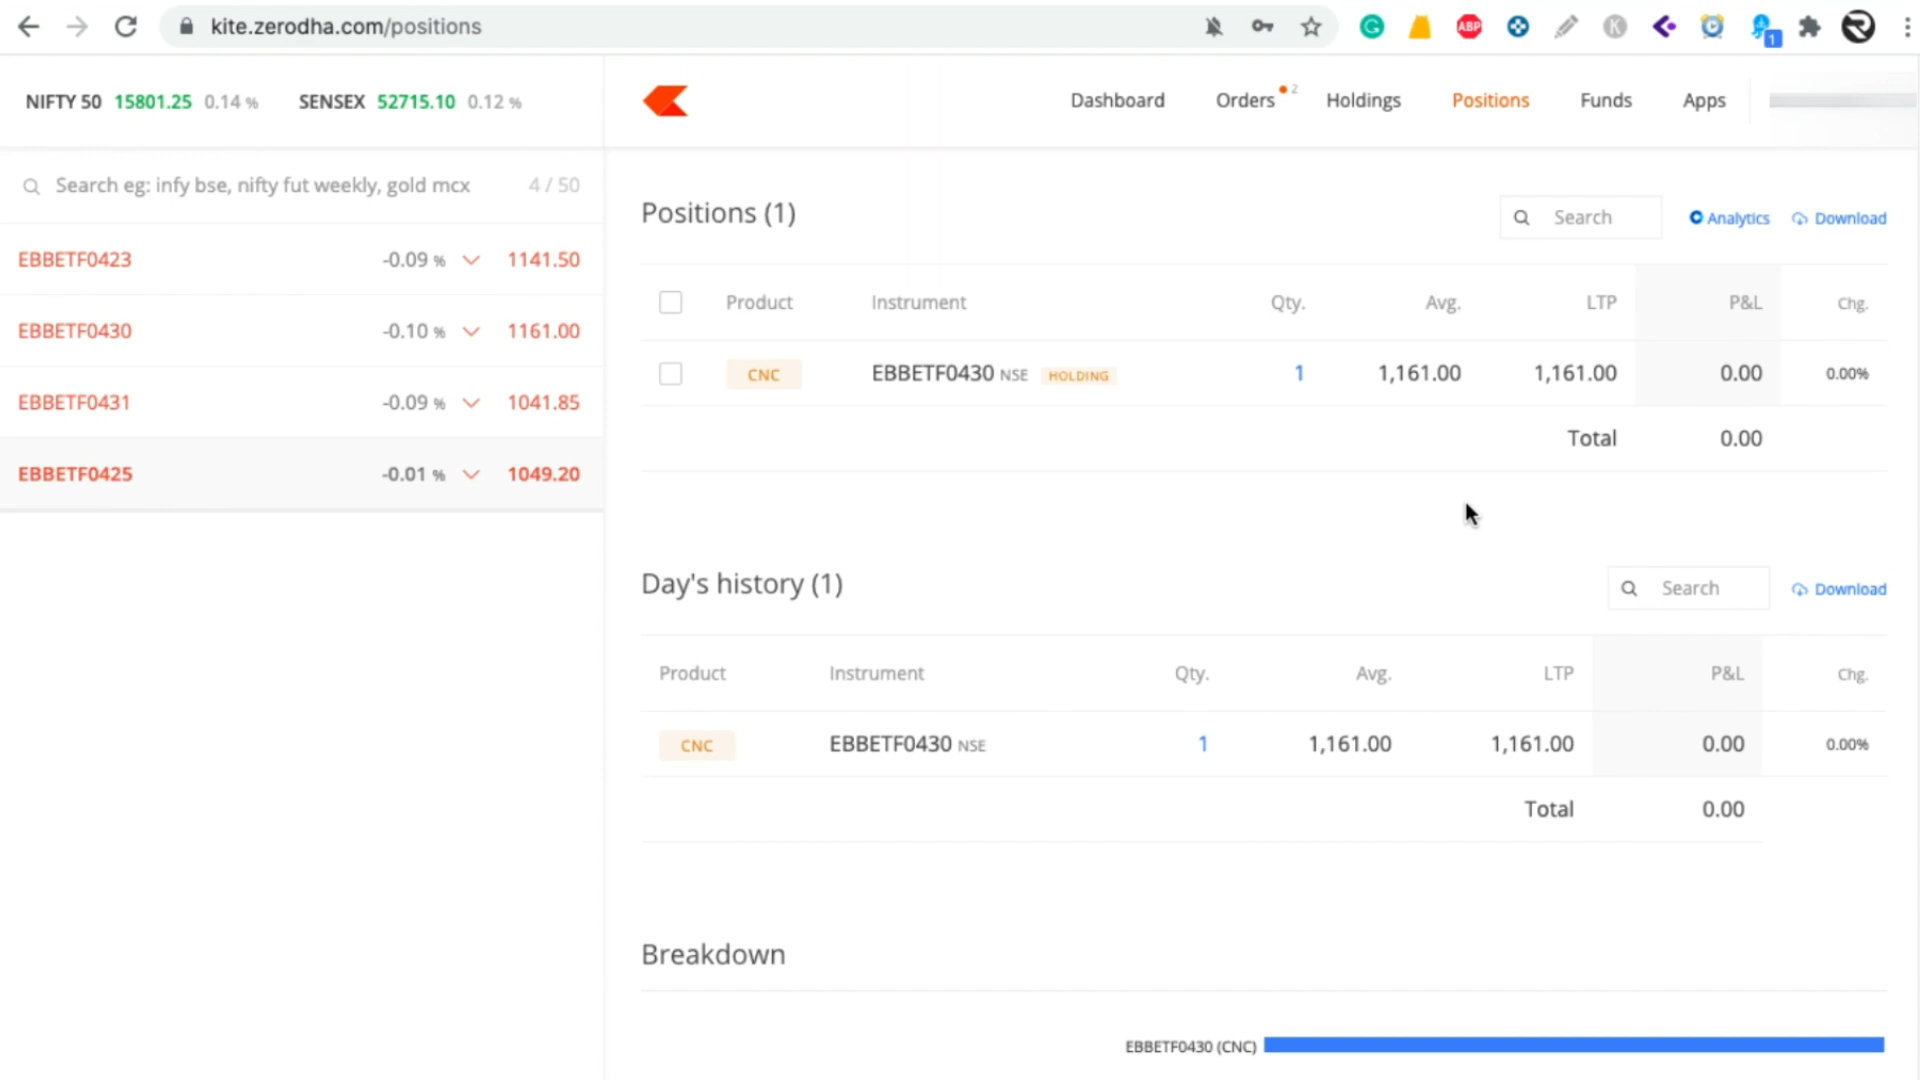 kite.zerodha.com/positions
ABP
K
1
NIFTY 50 15801.25 0.14 % SENSEX 52715.10 0.12 %
Dashboard Orders 2 Holdings Positions Funds Apps
Search eg: infy bse, nifty fut weekly, gold mcx 4 / 50
EBBETF0423 -0.09 % 1141.50
EBBETF0430 -0.10 % 1161.00
EBBETF0431 -0.09 % 1041.85
EBBETF0425 -0.01 % 1049.20
Positions (1) Search Analytics Download
Product Instrument Qty. Avg. LTP P&L Chg.
CNC EBBETF0430 NSE HOLDING 1 1,161.00 1,161.00 0.00 0.00%
Total 0.00
Day's history (1) Search Download
Product Instrument Qty. Avg. LTP P&L Chg.
CNC EBBETF0430 NSE 1 1,161.00 1,161.00 0.00 0.00%
Total 0.00
Breakdown
EBBETF0430 (CNC)